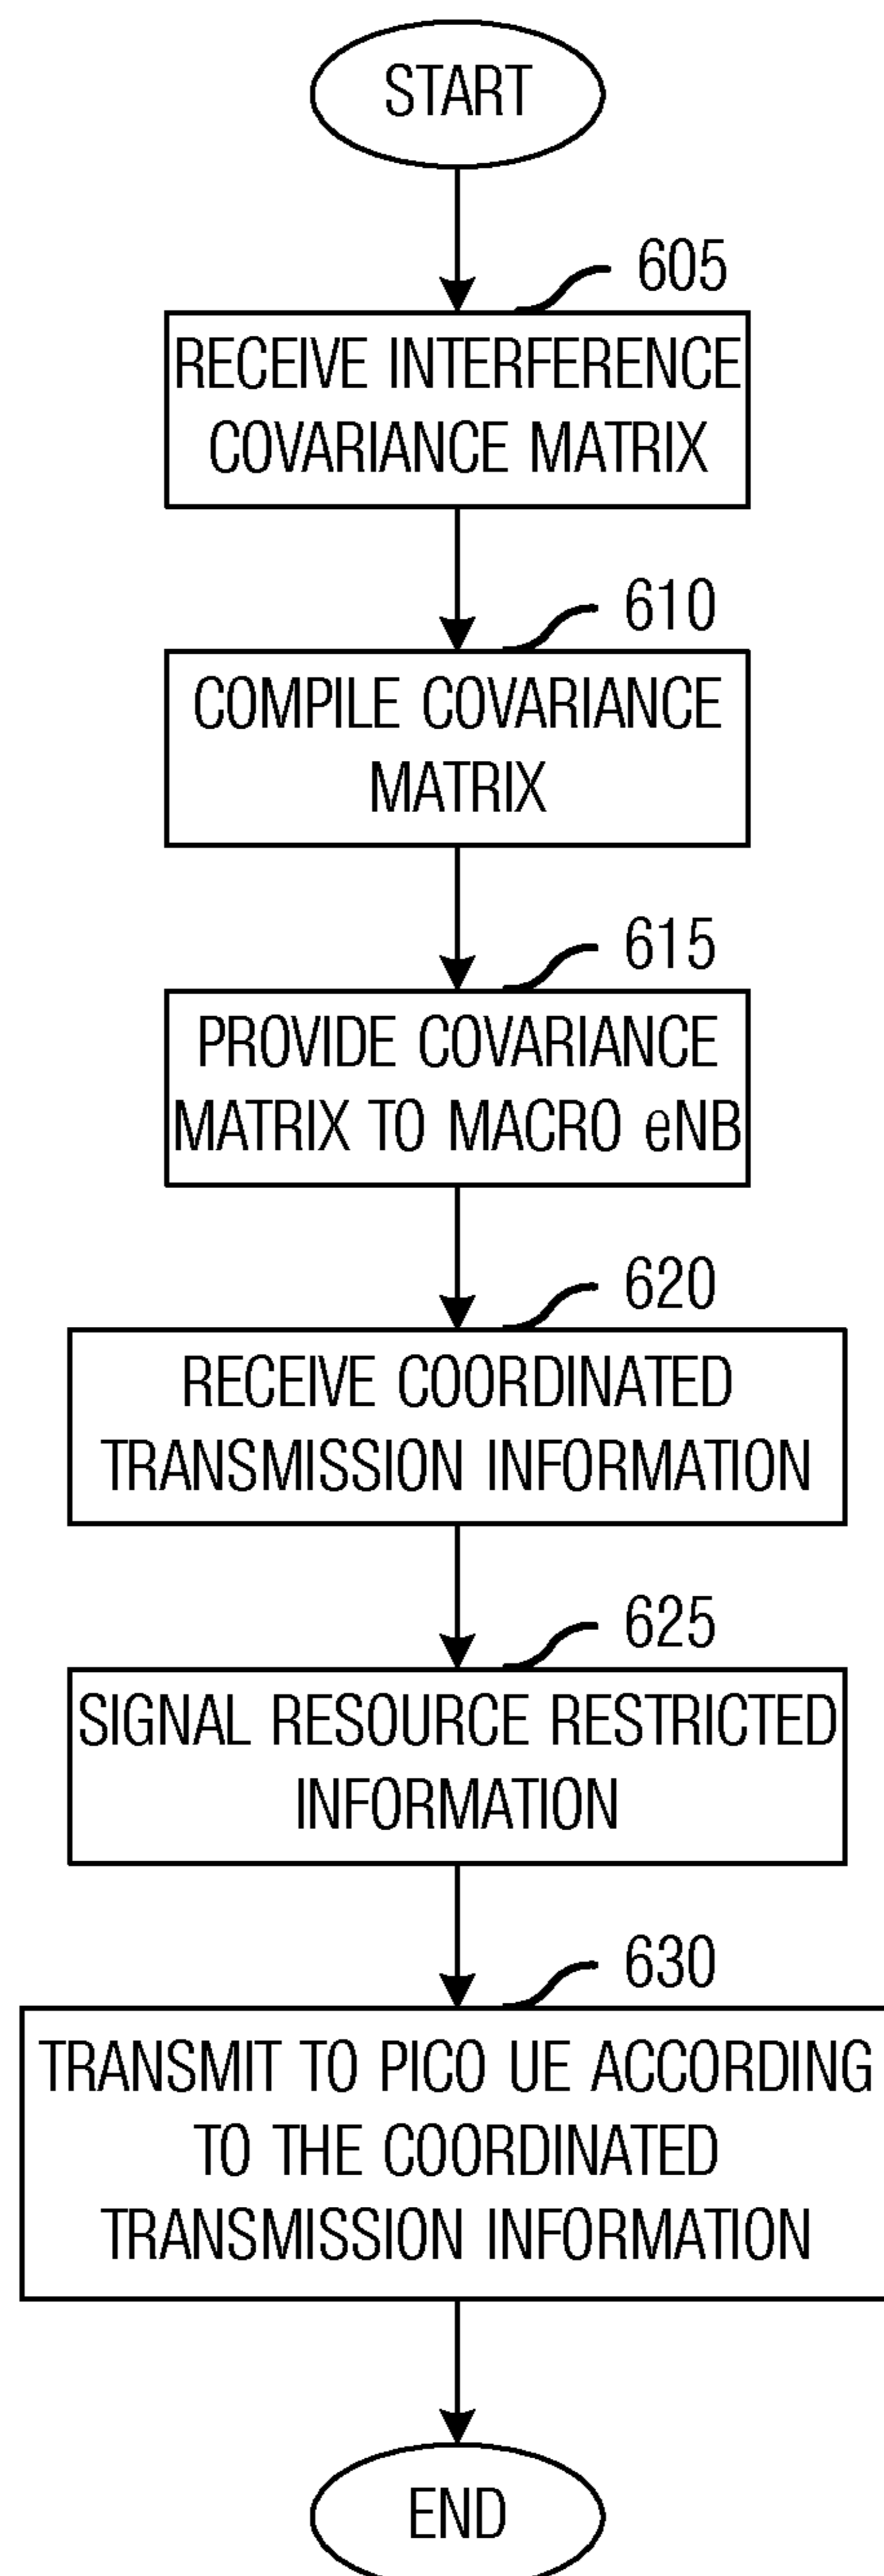 START
605
RECEIVE INTERFERENCE
COVARIANCE MATRIX
610
COMPILE COVARIANCE
MATRIX
615
PROVIDE COVARIANCE
MATRIX TO MACRO eNB
620
RECEIVE COORDINATED
TRANSMISSION INFORMATION
625
SIGNAL RESOURCE RESTRICTED
INFORMATION
630
TRANSMIT TO PICO UE ACCORDING
TO THE COORDINATED
TRANSMISSION INFORMATION
END